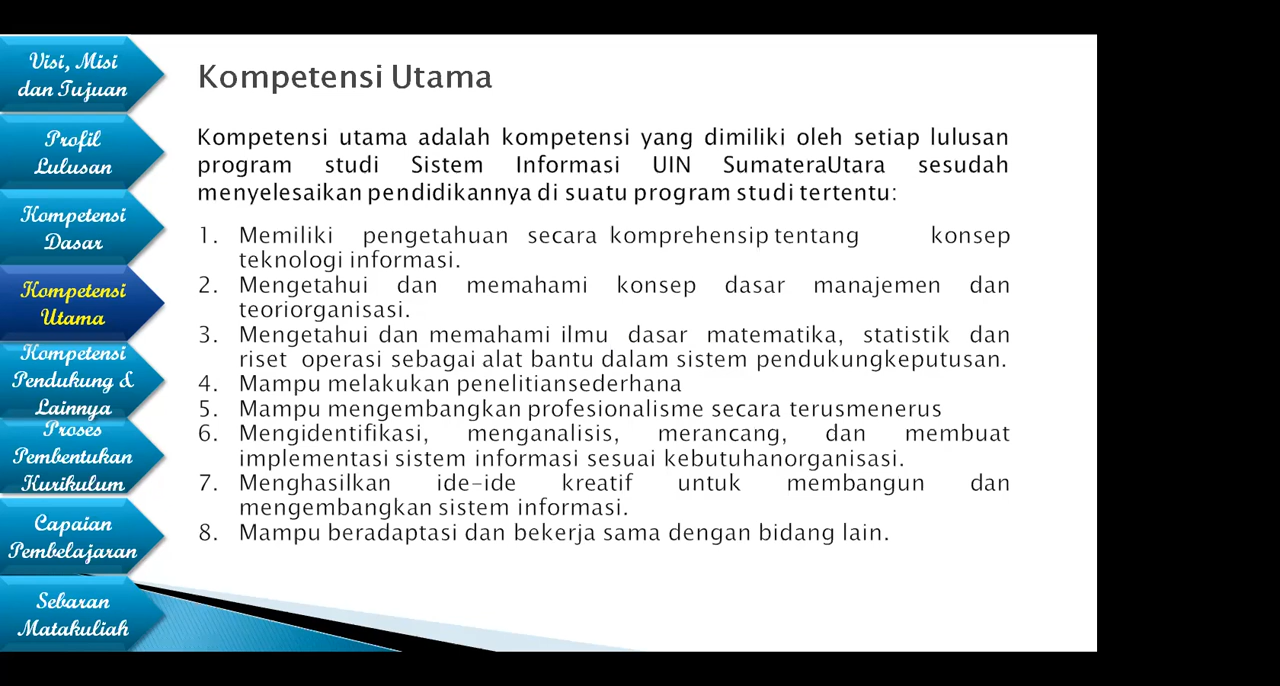 Visi, Misi
dan Tujuan
Profil
Lulusan
Kompetensi
Dasar
Kompetensi
Utama
Kompetensi
Pendukung &
Lainnya
Proses
Pembentukan
Kurikulum
Capaian
Pembelajaran
Sebaran
Matakuliah
Kompetensi Utama
Kompetensi utama adalah kompetensi yang dimiliki oleh setiap lulusan
program studi Sistem Informasi UIN SumateraUtara sesudah
menyelesaikan pendidikannya di suatu program studi tertentu:
1. Memiliki pengetahuan secara komprehensip tentang konsep
teknologi informasi.
2. Mengetahui dan memahami konsep dasar manajemen dan
teoriorganisasi.
3. Mengetahui dan memahami ilmu dasar matematika, statistik dan
riset operasi sebagai alat bantu dalam sistem pendukungkeputusan.
4. Mampu melakukan penelitiansederhana
5. Mampu mengembangkan profesionalisme secara terusmenerus
6. Mengidentifikasi, menganalisis, merancang, dan membuat
implementasi sistem informasi sesuai kebutuhanorganisasi.
7. Menghasilkan ide-ide kreatif untuk membangun dan
mengembangkan sistem informasi.
8. Mampu beradaptasi dan bekerja sama dengan bidang lain.